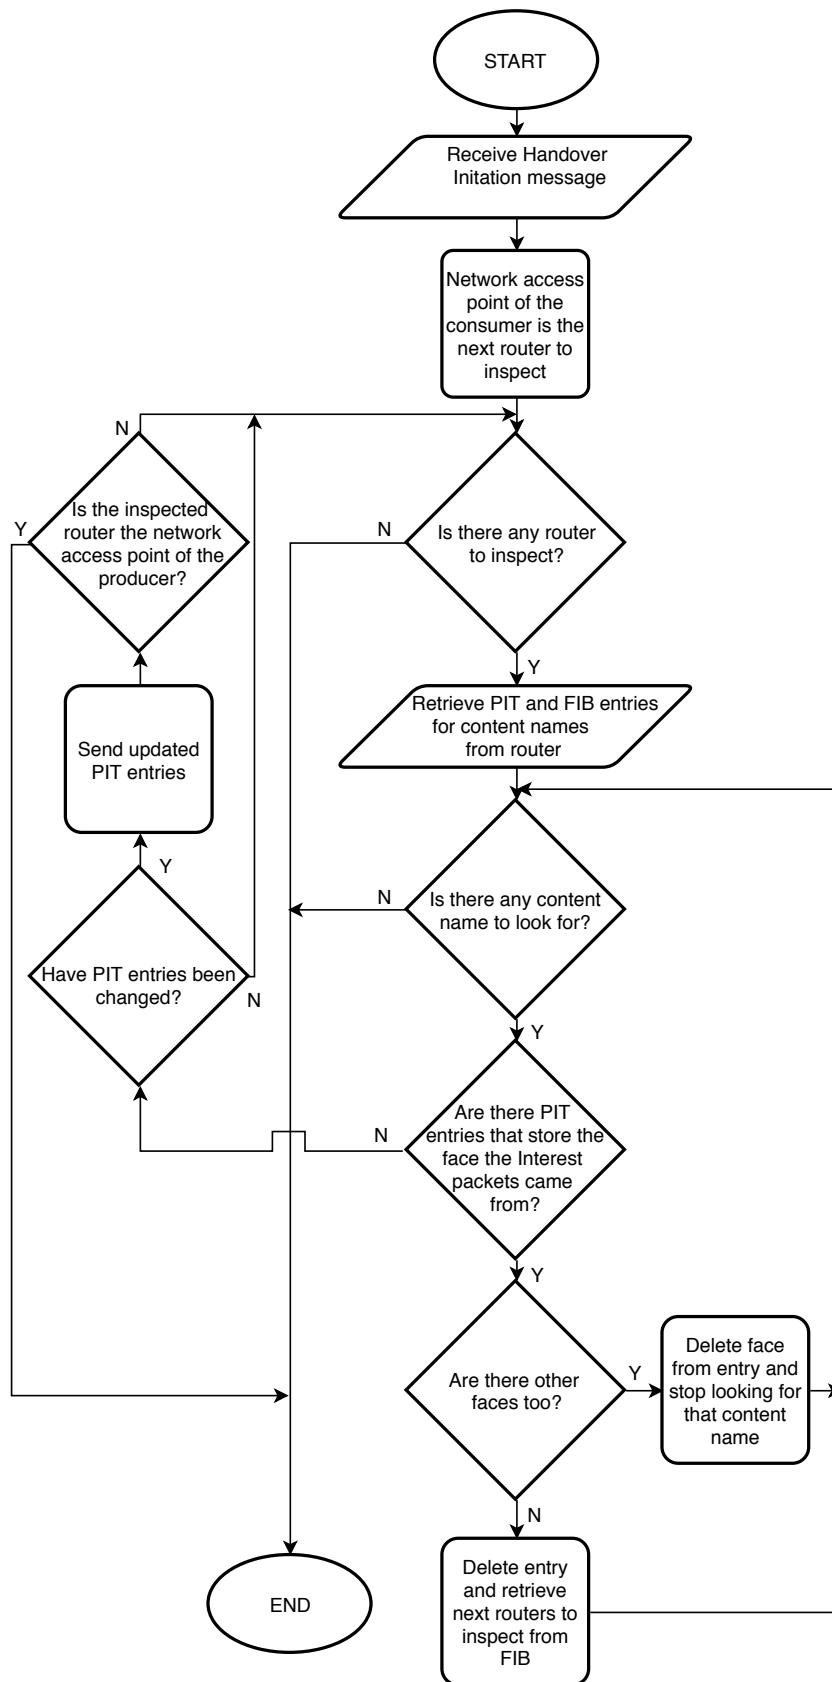 START
Receive Handover
Initation message
Network access
point of the
consumer is the
next router to
inspect
N
Is the inspected
router the network
access point of the
producer?
Y
N
Is there any router
to inspect?
Y
Retrieve PIT and FIB entries
for content names
from router
Send updated
PIT entries
Y
N
Is there any content
name to look for?
Have PIT entries been
changed?
N
Y
Are there PIT
entries that store the
face the Interest
packets came
from?
N
Y
Are there other
faces too?
Y
Delete face
from entry and
stop looking for
that content
name
N
Delete entry
and retrieve
next routers to
inspect from
FIB
END